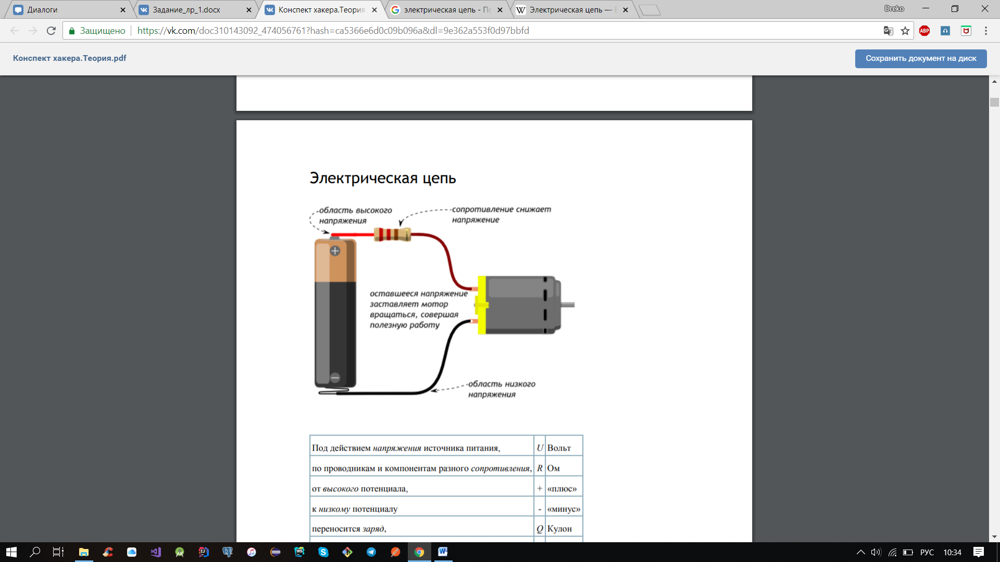 Диалоги
Задание_лр_1.docx
Конспект хакера.Теория
электрическая цепь - По
Электрическая цепь —
Dreko
Защищено
https://vk.com/doc310143092_474056761?hash=ca5366e6d0c09b096a&dl=9e362a553f0d97bbfd
ABP
Конспект хакера.Теория.pdf
Сохранить документ на диск
Электрическая цепь
область высокого
напряжения
сопротивление снижает
напряжение
+
оставшееся напряжение
заставляет мотор
вращаться, совершая
полезную работу
−
область низкого
напряжения
Под действием напряжения источника питания, U Вольт
по проводникам и компонентам разного сопротивления, R Ом
от высокого потенциала, + «плюс»
к низкому потенциалу - «минус»
переносится заряд, Q Кулон
РУС
10:34